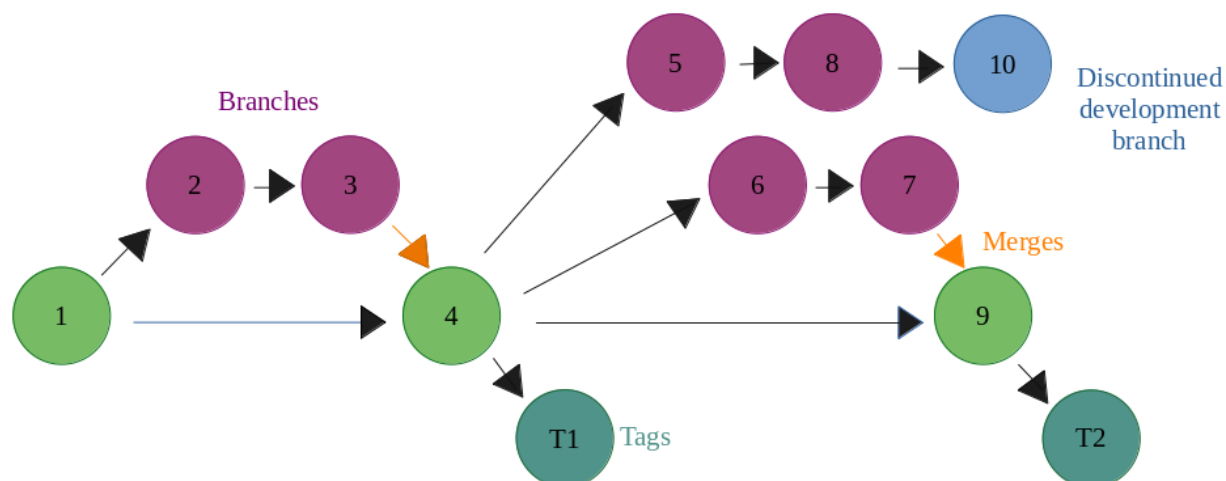 5
8
10
Discontinued
development
branch
Branches
2
3
6
7
Merges
1
4
9
T1
Tags
T2